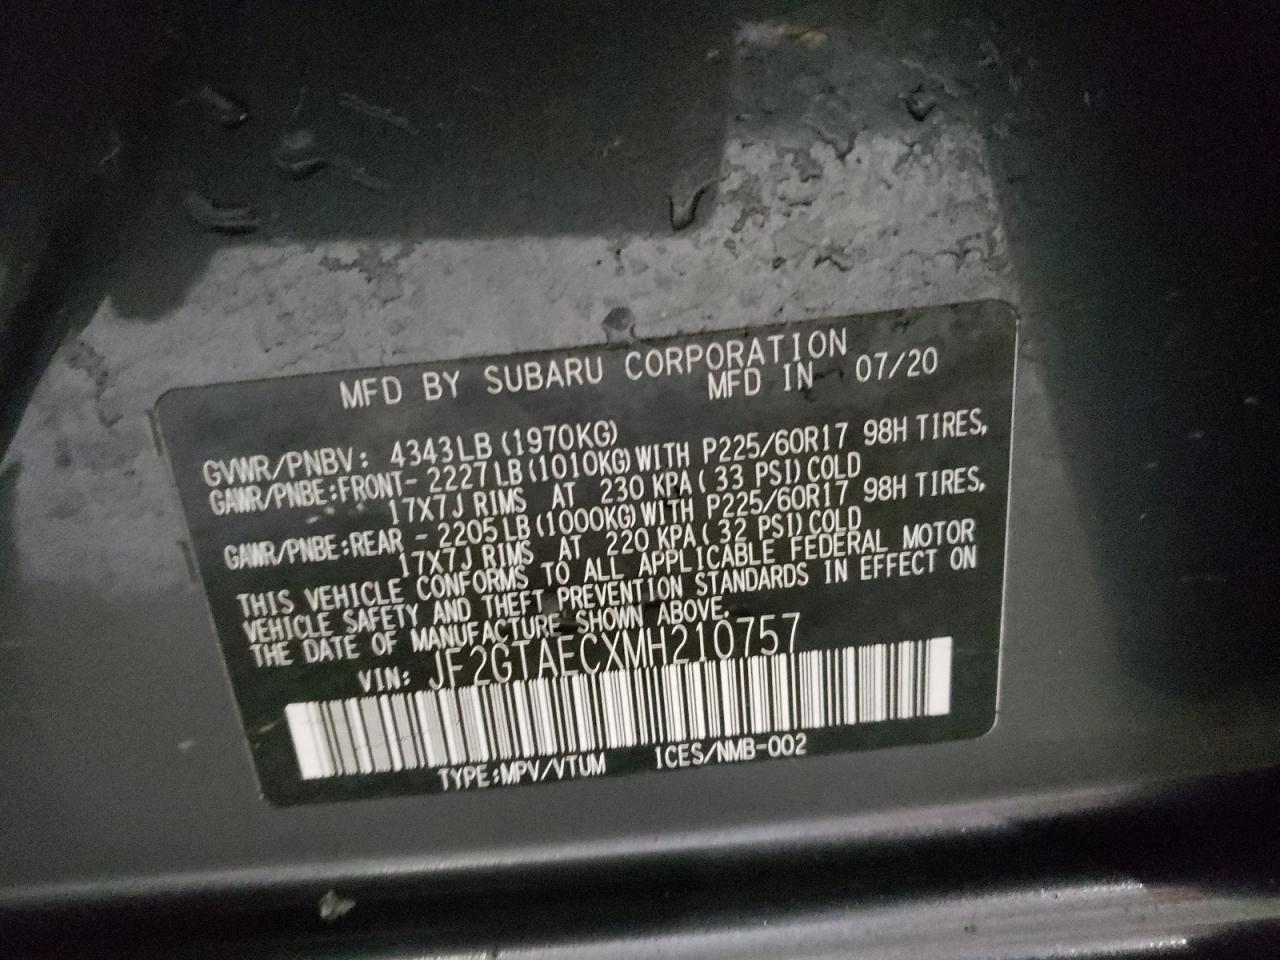 MFD BY SUBARU CORPORATION
MFD IN 07/20
GVWR/PNBV: 4343LB (1970KG)
GAWR/PNBE:FRONT- 2227LB(1010KG)WITH P225/60R17 98H TIRES,
17X7J RIMS AT 230 KPA( 33 PSI)COLD
GAWR/PNBE:REAR - 2205LB(1000KG)WITH P225/60R17 98H TIRES,
17X7J RIMS AT 220 KPA( 32 PSI)COLD
THIS VEHICLE CONFORMS TO ALL APPLICABLE FEDERAL MOTOR
VEHICLE SAFETY AND THEFT PREVENTION STANDARDS IN EFFECT ON
THE DATE OF MANUFACTURE SHOWN ABOVE.
VIN: JF2GTAECXMH210757
TYPE:MPV/VTUM ICES/NMB-002